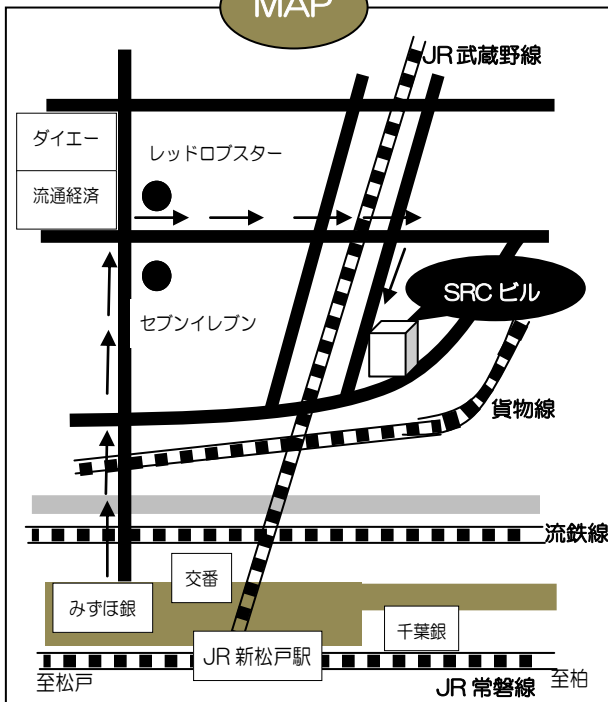 MAP
JR 武蔵野線
ダイエー
レッドロブスター
流通経済
SRC ビル
セブンイレブン
貨物線
流鉄線
交番
みずほ銀
千葉銀
JR 新松戸駅
至松戸
JR 常磐線
至柏